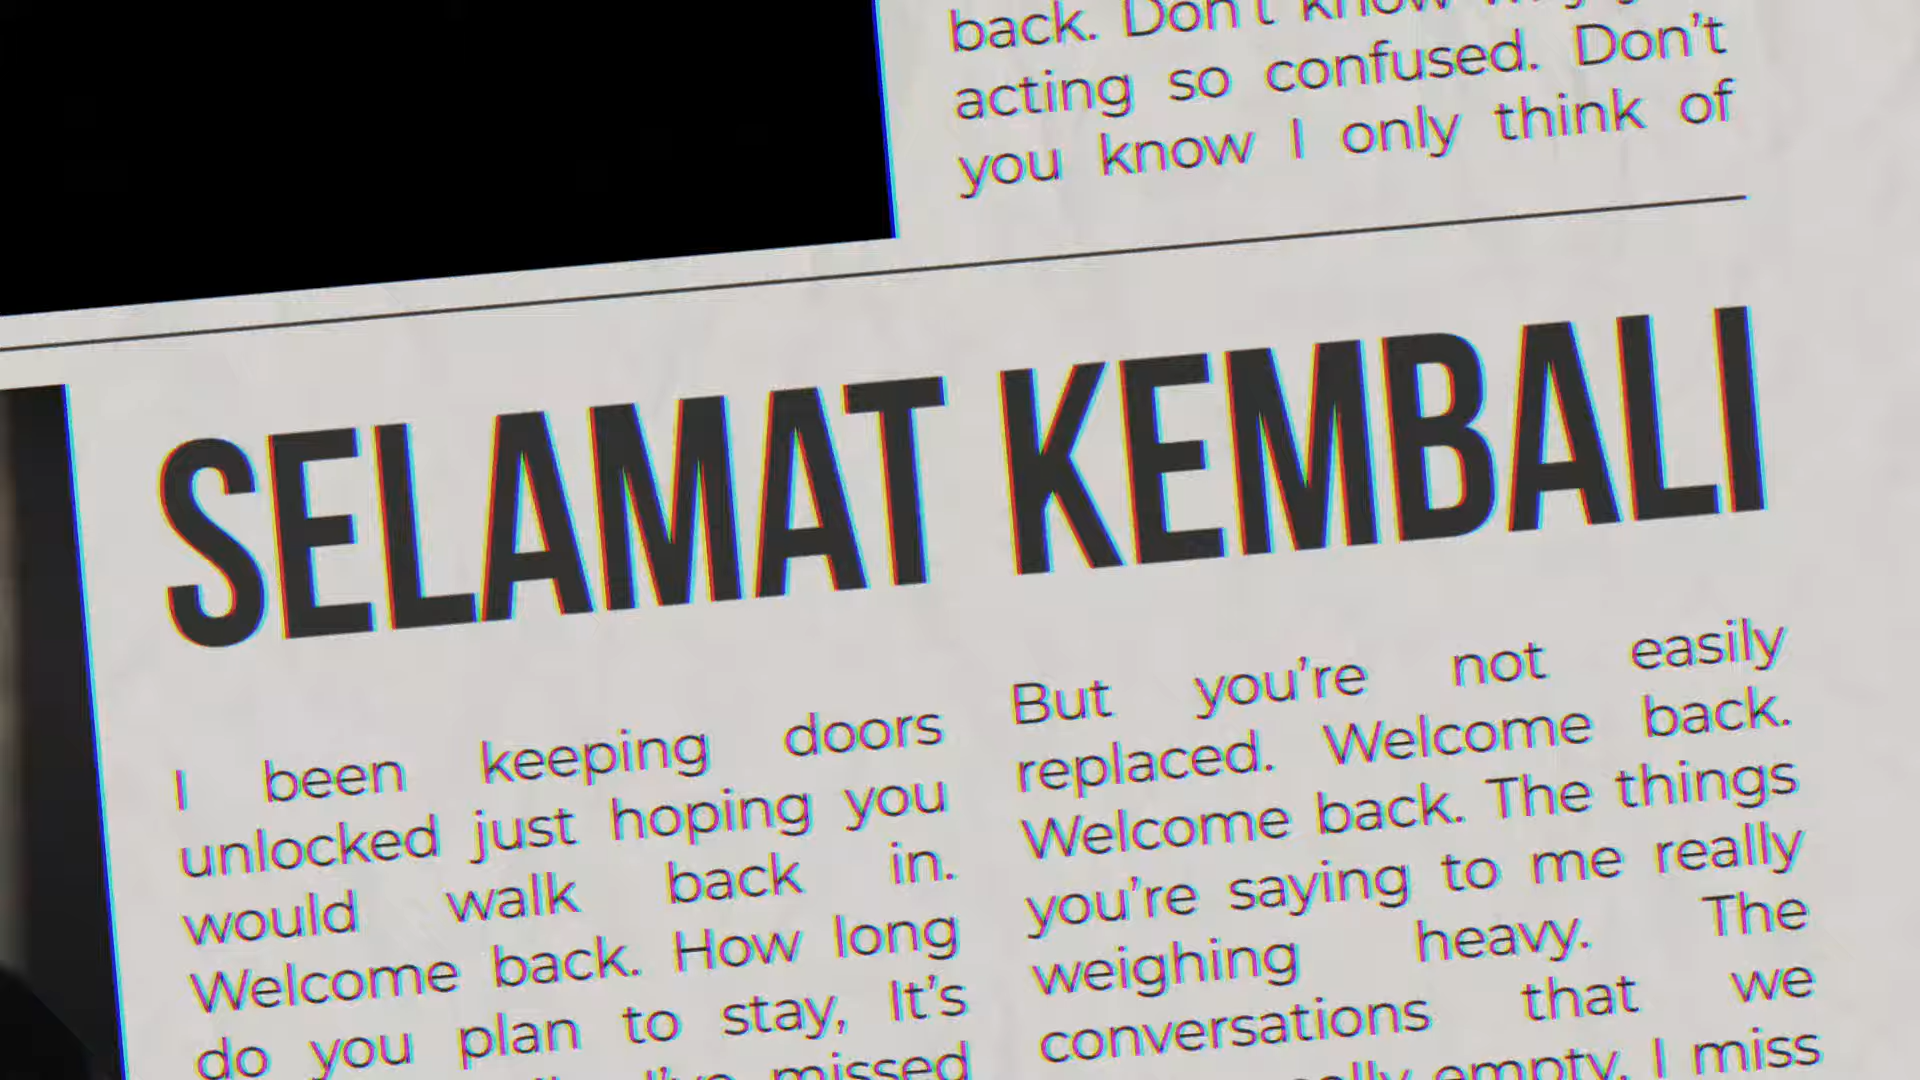 back. Don't know
acting so confused. Don't
you know I only think of
SELAMAT KEMBALI
I been keeping doors
unlocked just hoping you
would walk back in.
Welcome back. How long
do you plan to stay, It's
I've missed
But you're not easily
replaced. Welcome back.
Welcome back. The things
you're saying to me really
weighing heavy. The
conversations that we
empty. I miss